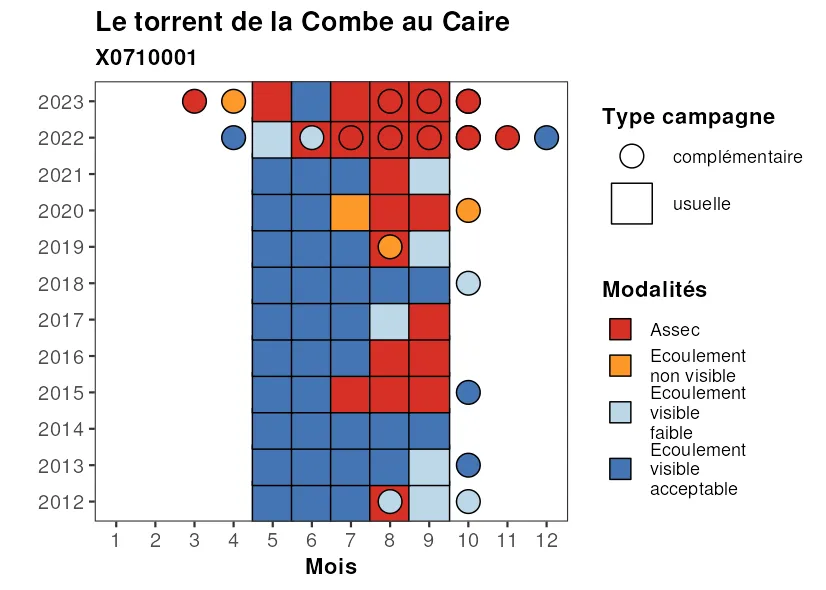 Le torrent de la Combe au Caire
X0710001
2023
2022
2021
2020
2019
2018
2017
2016
2015
2014
2013
2012
1 2 3 4 5 6 7 8 9 10 11 12
Mois
Type campagne
complémentaire
usuelle
Modalités
Assec
Ecoulement
non visible
Ecoulement
visible
faible
Ecoulement
visible
acceptable